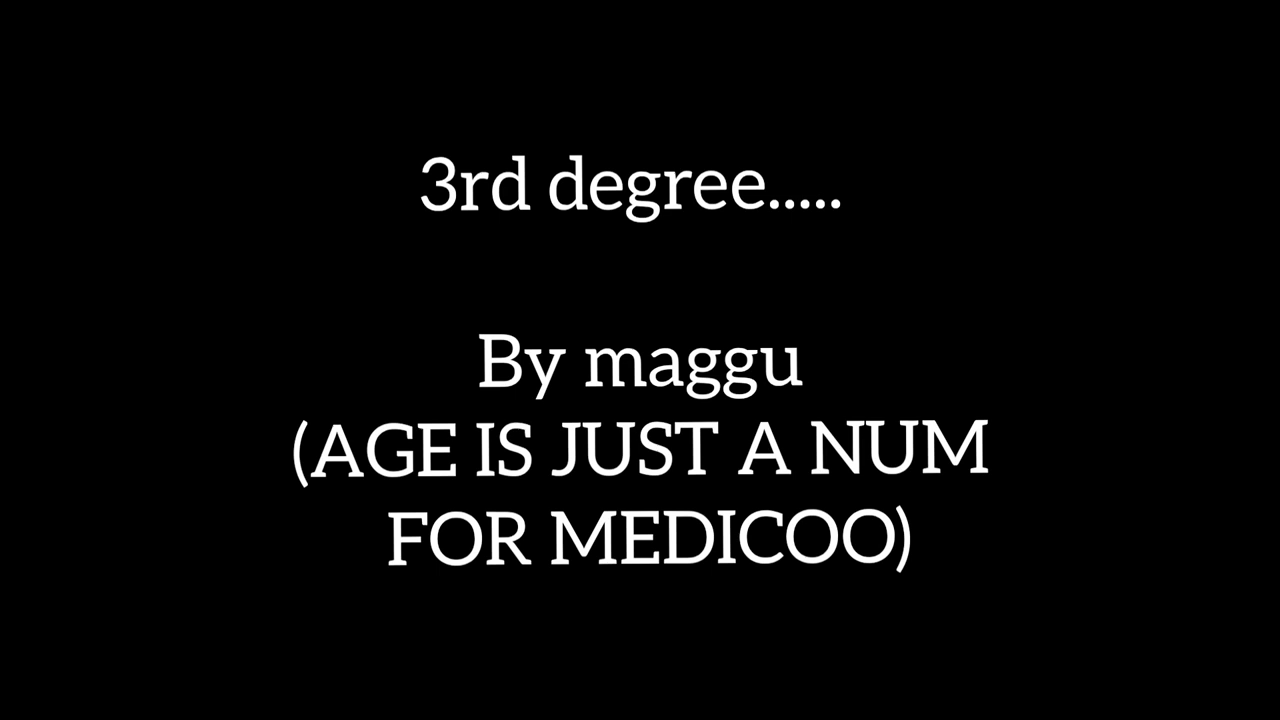 3rd degree.....
By maggu
(AGE IS JUST A NUM
FOR MEDICOO)